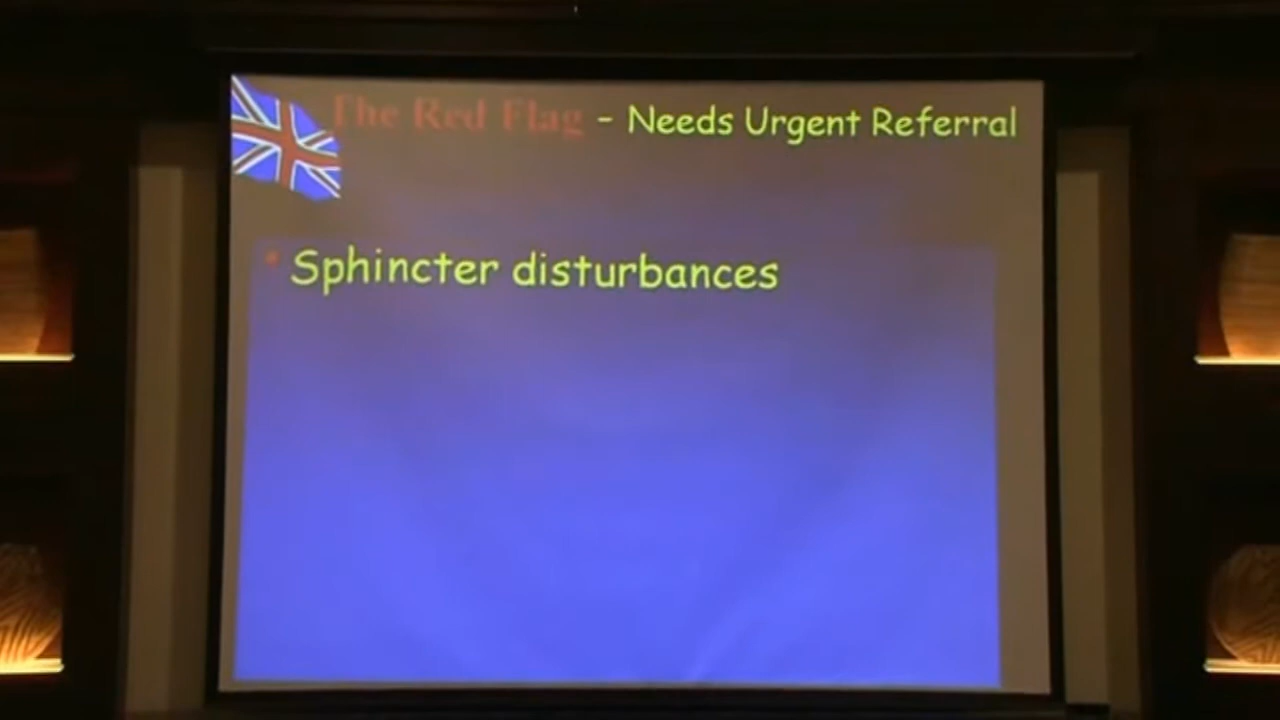 The Red Flag - Needs Urgent Referral
• Sphincter disturbances